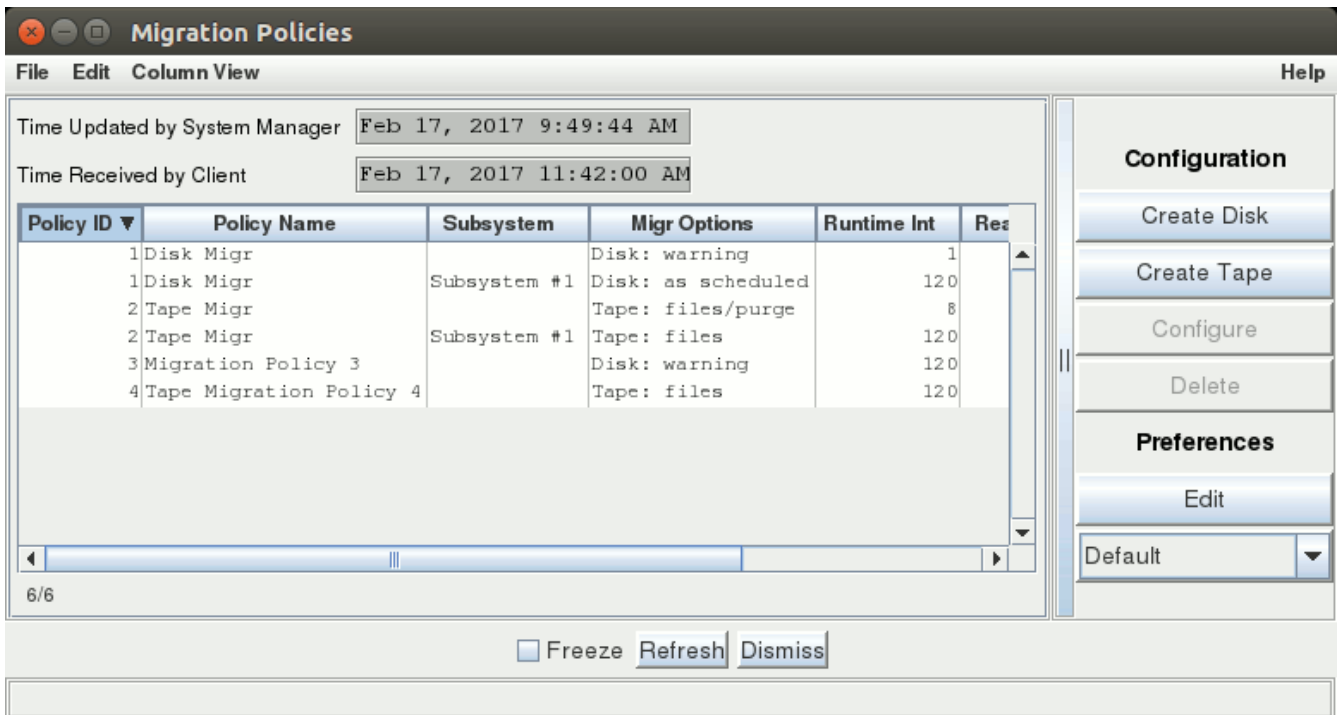 Migration Policies
File Edit Column View Help
Time Updated by System Manager Feb 17, 2017 9:49:44 AM
Time Received by Client Feb 17, 2017 11:42:00 AM
Policy ID ▼ Policy Name Subsystem Migr Options Runtime Int Rea
1 Disk Migr Disk: warning 1
1 Disk Migr Subsystem #1 Disk: as scheduled 120
2 Tape Migr Tape: files/purge 8
2 Tape Migr Subsystem #1 Tape: files 120
3 Migration Policy 3 Disk: warning 120
4 Tape Migration Policy 4 Tape: files 120
6/6
Configuration
Create Disk
Create Tape
Configure
Delete
Preferences
Edit
Default
Freeze Refresh Dismiss